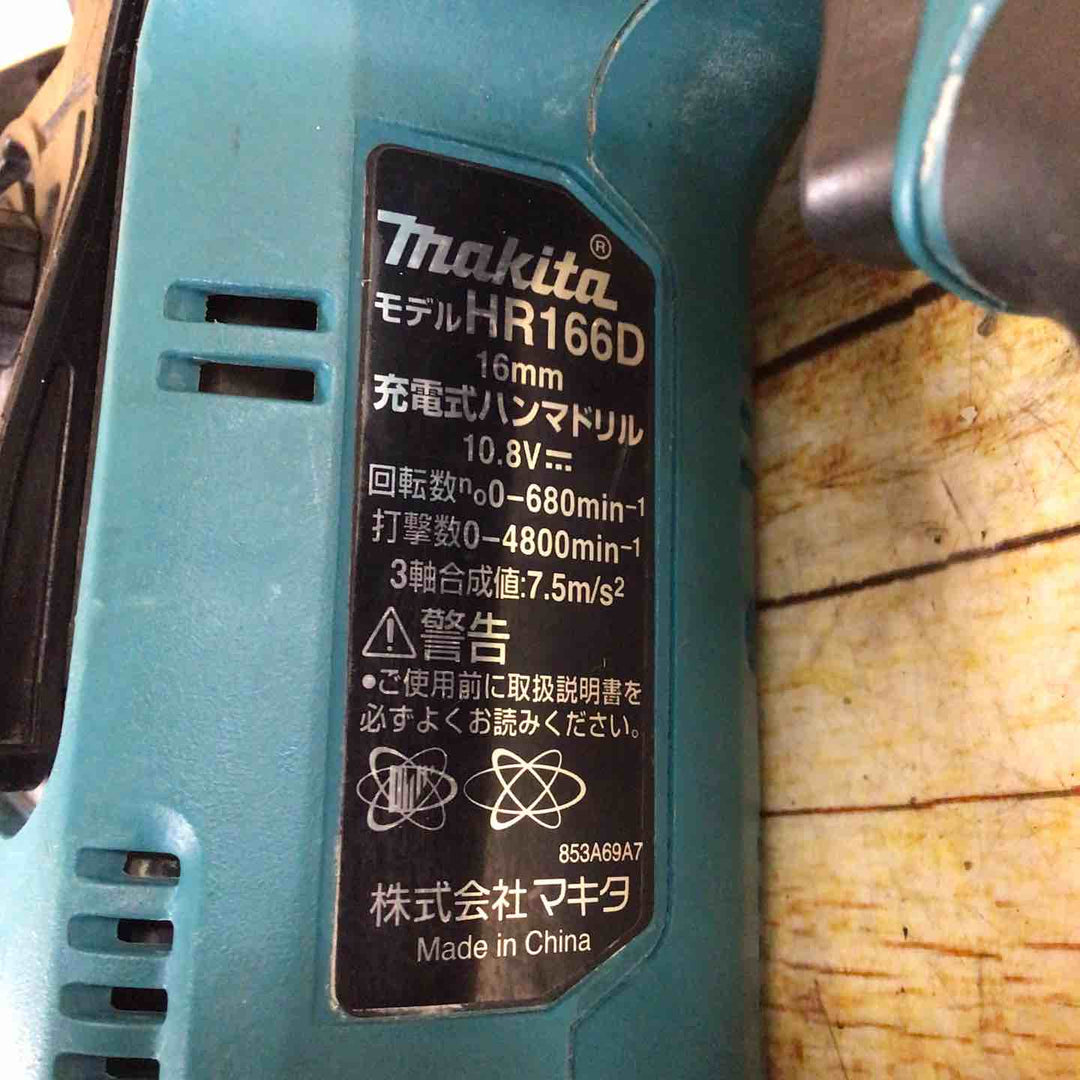 makita®
モデルHR166D
16mm
充電式ハンマドリル
10.8V⎓
回転数n₀0-680min⁻¹
打撃数0-4800min⁻¹
3軸合成値:7.5m/s²
⚠警告
•ご使用前に取扱説明書を
必ずよくお読みください。
853A69A7
株式会社マキタ
Made in China